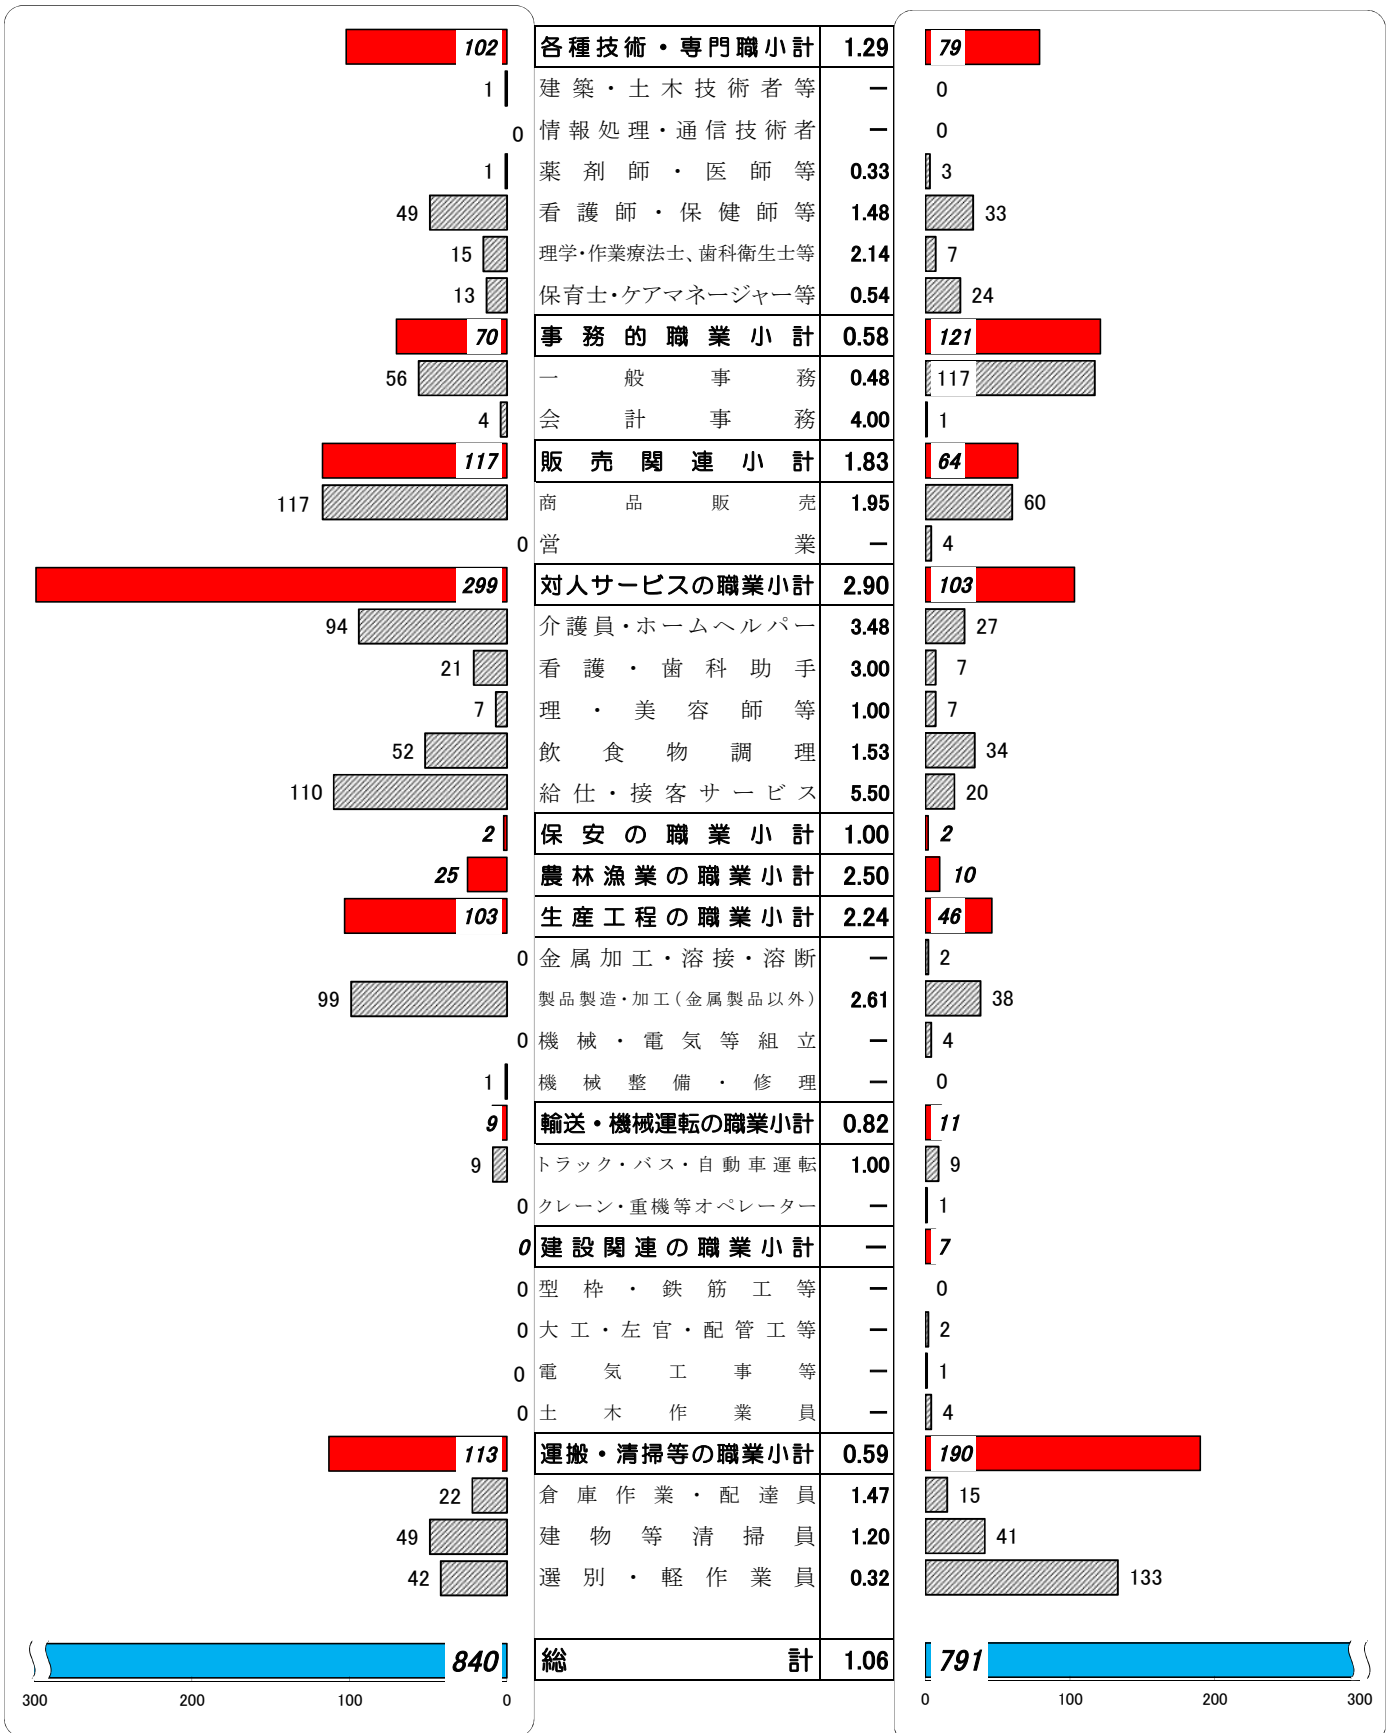 102 各種技術・専門職小計 1.29 79
1 建築・土木技術者等 － 0
0 情報処理・通信技術者 － 0
1 薬剤師・医師等 0.33 3
49 看護師・保健師等 1.48 33
15 理学・作業療法士、歯科衛生士等 2.14 7
13 保育士・ケアマネージャー等 0.54 24
70 事務的職業小計 0.58 121
56 一般事務 0.48 117
4 会計事務 4.00 1
117 販売関連小計 1.83 64
117 商品販売 1.95 60
0 営業 － 4
299 対人サービスの職業小計 2.90 103
94 介護員・ホームヘルパー 3.48 27
21 看護・歯科助手 3.00 7
7 理・美容師等 1.00 7
52 飲食物調理 1.53 34
110 給仕・接客サービス 5.50 20
2 保安の職業小計 1.00 2
25 農林漁業の職業小計 2.50 10
103 生産工程の職業小計 2.24 46
0 金属加工・溶接・溶断 － 2
99 製品製造・加工(金属製品以外) 2.61 38
0 機械・電気等組立 － 4
1 機械整備・修理 － 0
9 輸送・機械運転の職業小計 0.82 11
9 トラック・バス・自動車運転 1.00 9
0 クレーン・重機等オペレーター － 1
0 建設関連の職業小計 － 7
0 型枠・鉄筋工等 － 0
0 大工・左官・配管工等 － 2
0 電気工事等 － 1
0 土木作業員 － 4
113 運搬・清掃等の職業小計 0.59 190
22 倉庫作業・配達員 1.47 15
49 建物等清掃員 1.20 41
42 選別・軽作業員 0.32 133
840 総計 1.06 791
300 200 100 0 0 100 200 300